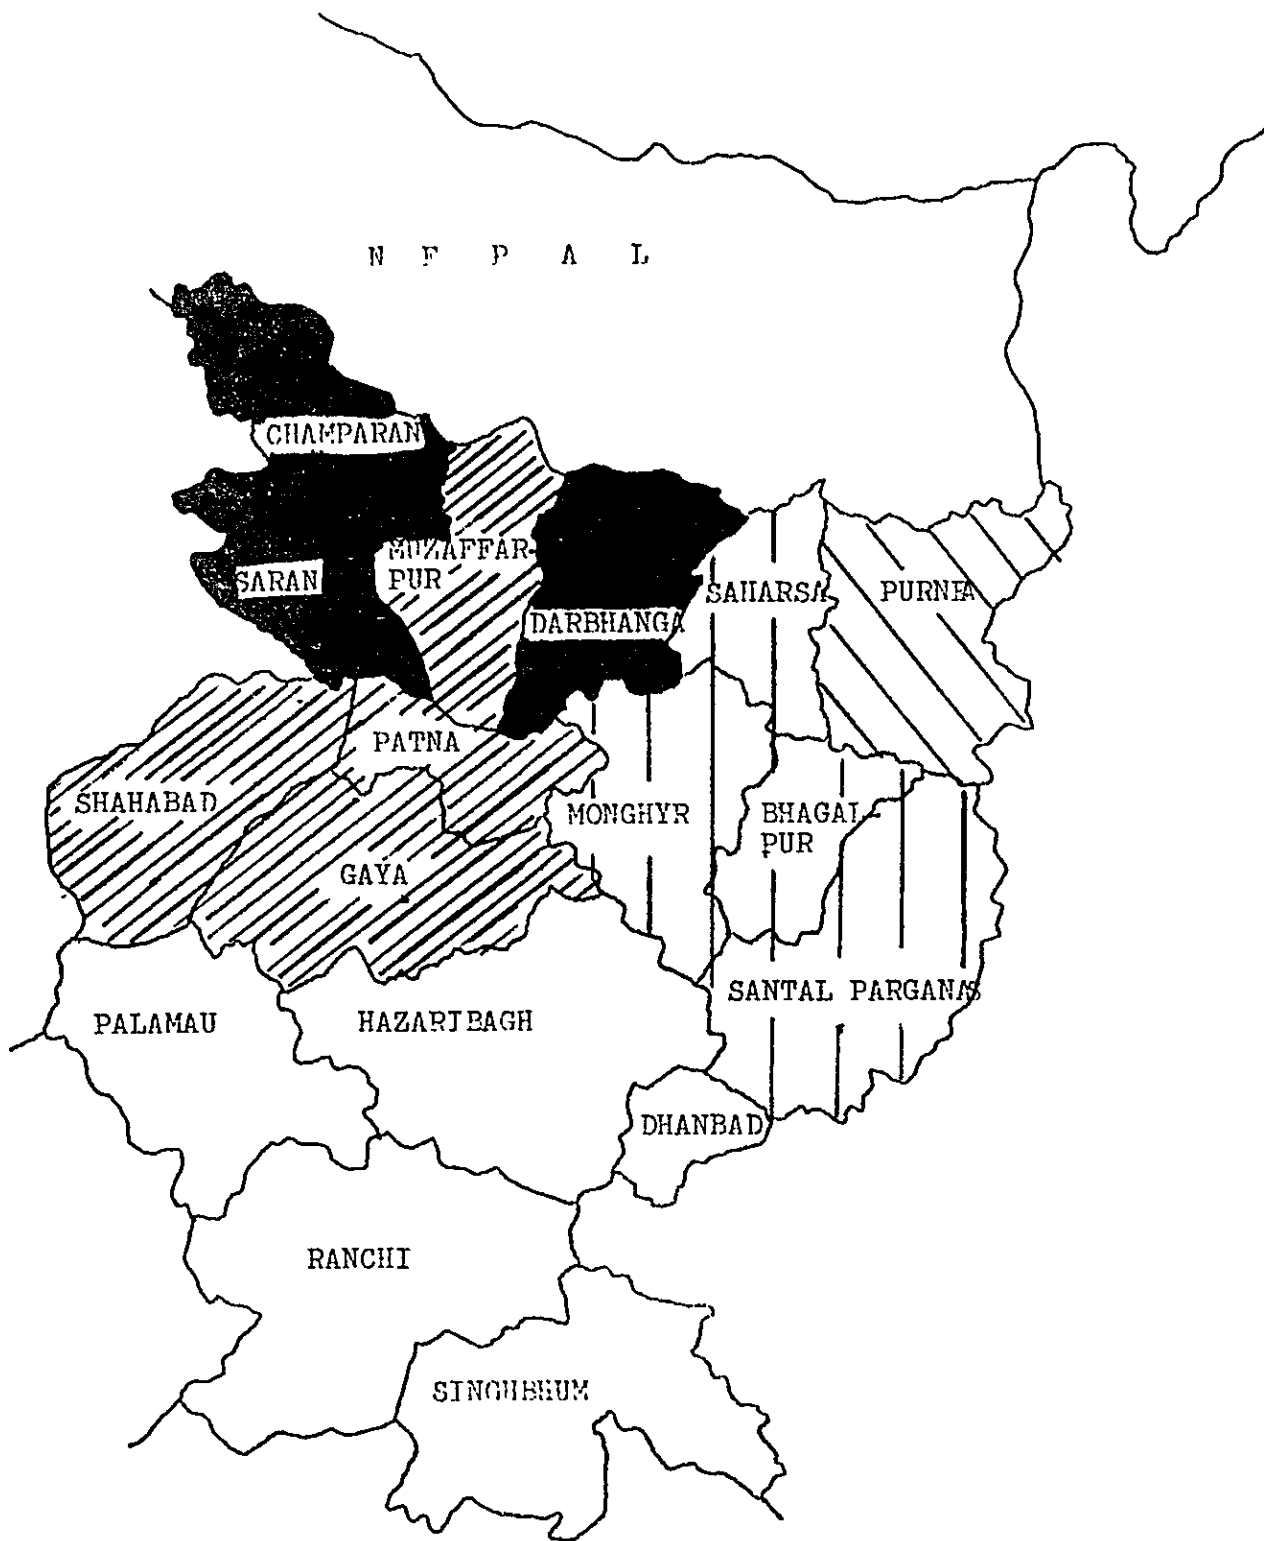 N E P A L
CHAMPARAN
MUZAFFAR-
PUR
SARAN
DARBHANGA
SAHARSA
PURNEA
PATNA
SHAHABAD
MONGHYR
BHAGAL
PUR
GAYA
SANTAL PARGANAS
PALAMAU
HAZARIBAGH
DHANBAD
RANCHI
SINGHBHUM